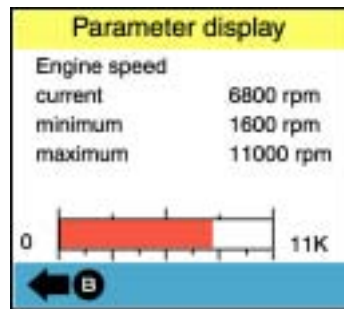 Parameter display
Engine speed
current 6800 rpm
minimum 1600 rpm
maximum 11000 rpm
0 11K
B